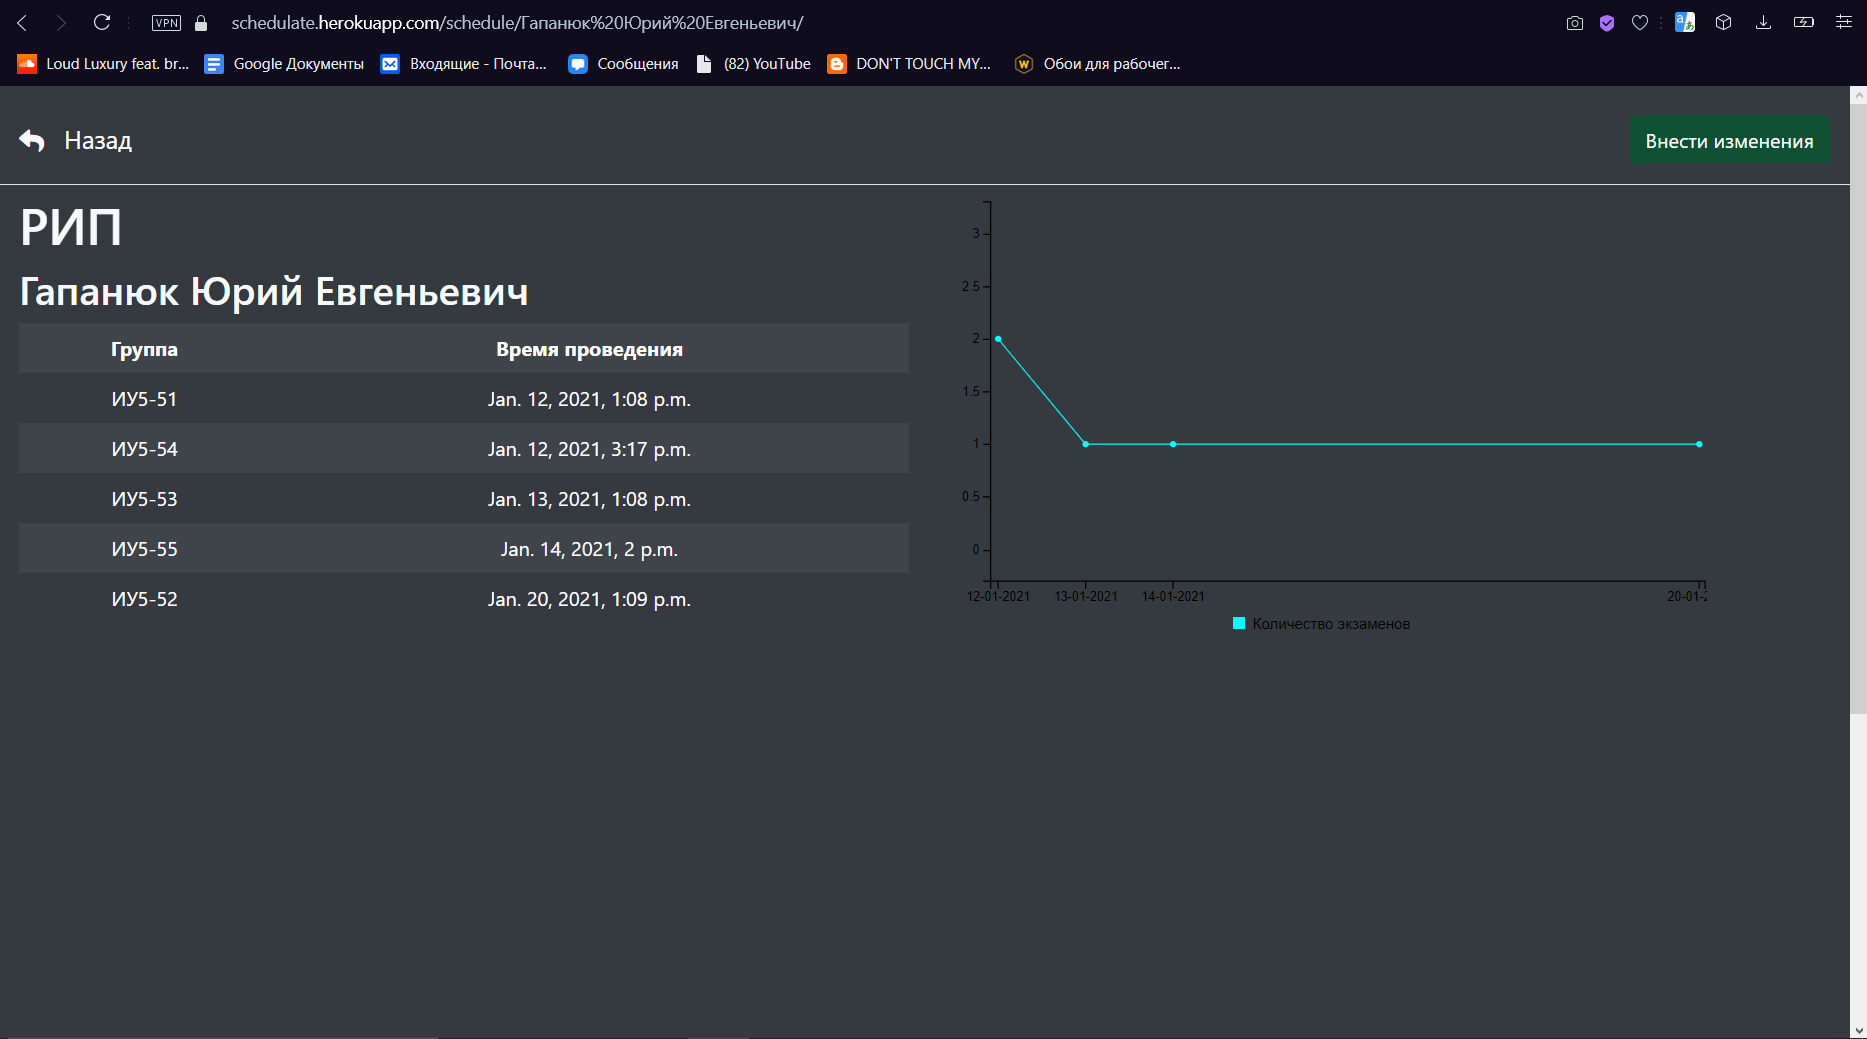 VPN schedulate.herokuapp.com/schedule/Гапанюк%20Юрий%20Евгеньевич/
Loud Luxury feat. br... Google Документы Входящие - Почта... Сообщения (82) YouTube DON'T TOUCH MY... Обои для рабочег...
Назад
Внести изменения
РИП
Гапанюк Юрий Евгеньевич
Группа Время проведения
ИУ5-51 Jan. 12, 2021, 1:08 p.m.
ИУ5-54 Jan. 12, 2021, 3:17 p.m.
ИУ5-53 Jan. 13, 2021, 1:08 p.m.
ИУ5-55 Jan. 14, 2021, 2 p.m.
ИУ5-52 Jan. 20, 2021, 1:09 p.m.
3
2.5
2
1.5
1
0.5
0
12-01-2021 13-01-2021 14-01-2021 20-01-
Количество экзаменов